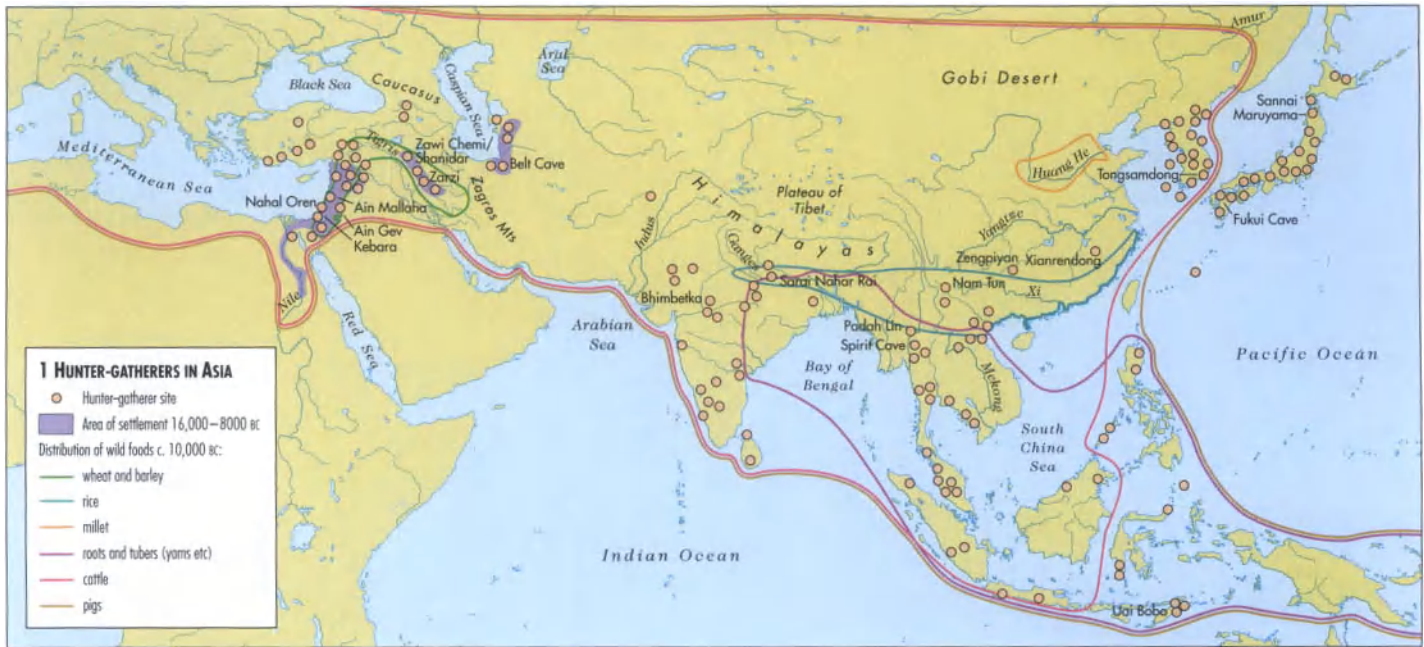 Amur
Aral
Sea
Gobi Desert
Black Sea
Caucasus
Caspian Sea
Sannai
Maruyama
Tigris
Zawi Chemi/
Shanidar
Belt Cave
Zarzi
Mediterranean Sea
Zagros Mts
Huang He
Tongsamdong
Plateau of
Tibet
Himalayas
Nahal Oren
Ain Mallaha
Ain Gev
Kebara
Indus
Ganges
Yangtze
Fukui Cave
Zengpiyan
Xianrendong
Sarai Nahar Rai
Nam Tun
Xi
Nile
Bhimbetka
Red Sea
Arabian
Sea
Padah Lin
Spirit Cave
Bay of
Bengal
Mekong
Pacific Ocean
South
China
Sea
Indian Ocean
Uai Bobo
1 HUNTER-GATHERERS IN ASIA
Hunter-gatherer site
Area of settlement 16,000–8000 BC
Distribution of wild foods c. 10,000 BC:
wheat and barley
rice
millet
roots and tubers (yams etc)
cattle
pigs